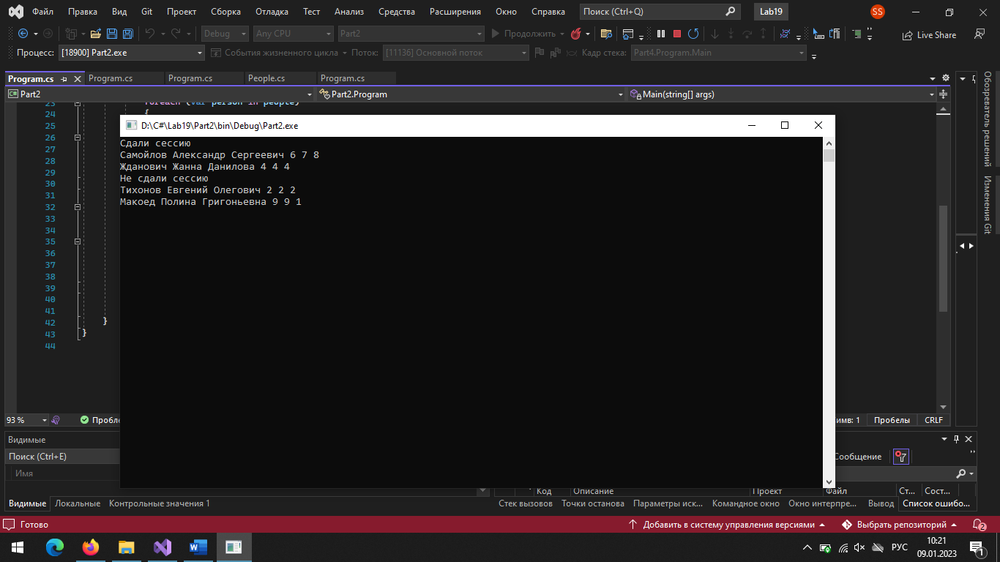 Файл Правка Вид Git Проект Сборка Отладка Тест Анализ Средства Расширения Окно Справка Поиск (Ctrl+Q) Lab19 SS
Debug Any CPU Part2 Продолжить Live Share
Процесс: [18900] Part2.exe События жизненного цикла Поток: [11136] Основной поток Кадр стека: Part4.Program.Main
Program.cs Program.cs Program.cs People.cs Program.cs
Part2 Part2.Program Main(string[] args)
23 foreach (var person in people)
24 {
25
26
27
28
29
30
31
32
33
34
35
36
37
38
39
40
41
42 }
43 }
44
D:\C#\Lab19\Part2\bin\Debug\Part2.exe
Сдали сессию
Самойлов Александр Сергеевич 6 7 8
Жданович Жанна Данилова 4 4 4
Не сдали сессию
Тихонов Евгений Олегович 2 2 2
Макоед Полина Григоньевна 9 9 1
Обозреватель решений
Изменения Git
93 % Пробле имв: 1 Пробелы CRLF
Видимые
Поиск (Ctrl+E) Сообщение
Имя
Код Описание Проект Файл Ст... Сост...
Видимые Локальные Контрольные значения 1 Стек вызовов Точки останова Параметры иск... Командное окно Окно интерпре... Вывод Список ошибо...
Готово Добавить в систему управления версиями Выбрать репозиторий 2
РУС 10:21
09.01.2023 1